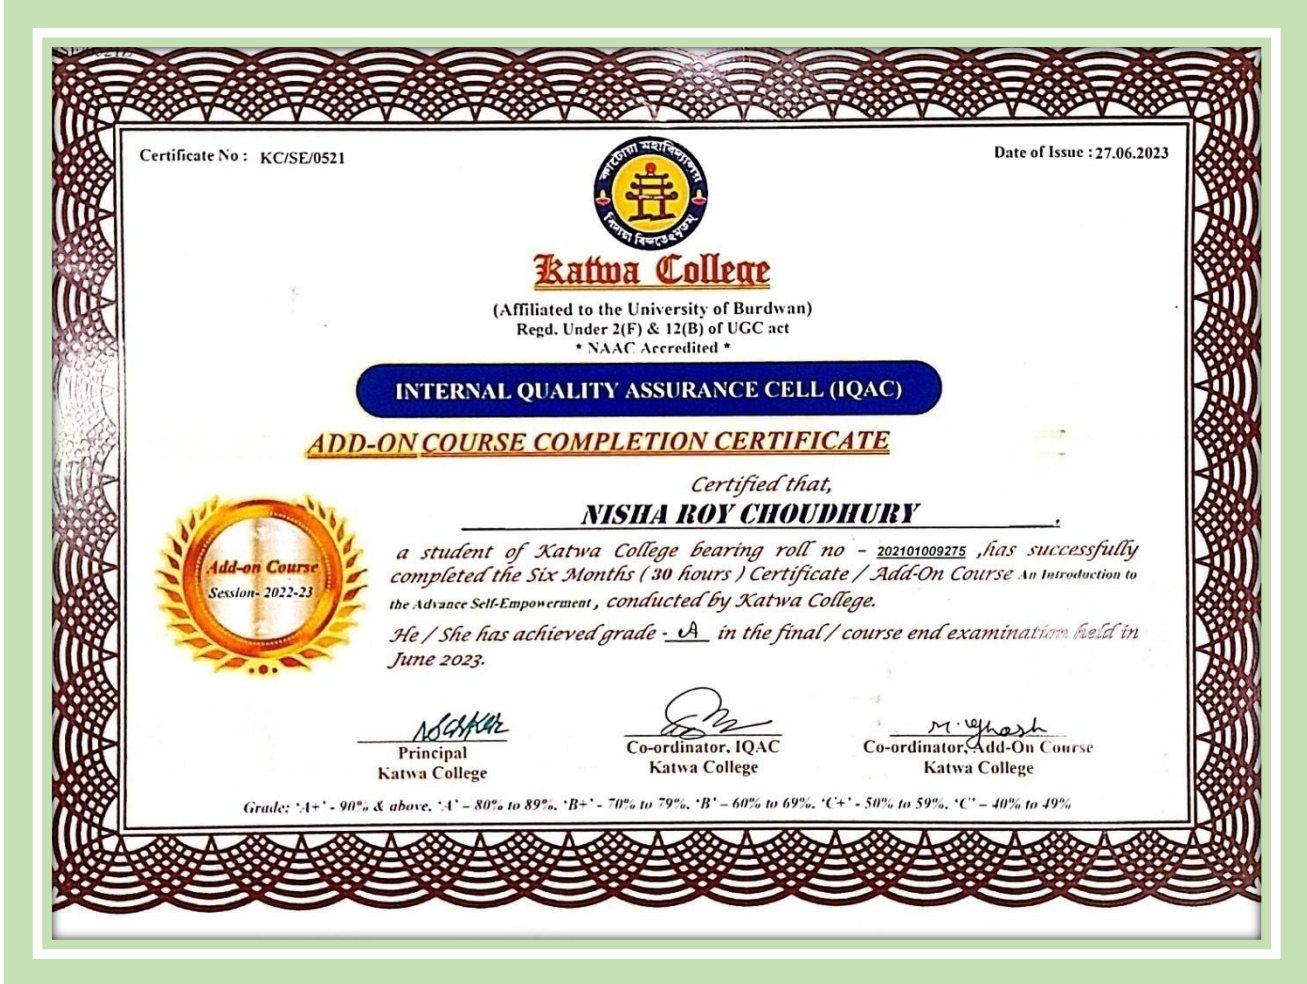 Certificate No : KC/SE/0521
Date of Issue : 27.06.2023
কাটোয়া মহাবিদ্যালয়
Katwa College
(Affiliated to the University of Burdwan)
Regd. Under 2(F) & 12(B) of UGC act
* NAAC Accredited *
INTERNAL QUALITY ASSURANCE CELL (IQAC)
ADD-ON COURSE COMPLETION CERTIFICATE
Certified that,
NISHA ROY CHOUDHURY .
a student of Katwa College bearing roll no - 202101009275 ,has successfully
completed the Six Months ( 30 hours ) Certificate / Add-On Course An Introduction to
the Advance Self-Empowerment , conducted by Katwa College.
He / She has achieved grade - A in the final / course end examination held in
June 2023.
Add-on Course
Session- 2022-23
Principal
Katwa College
Co-ordinator, IQAC
Katwa College
M. Ghosh
Co-ordinator, Add-On Course
Katwa College
Grade: 'A+' - 90% & above. 'A' – 80% to 89%. 'B+' - 70% to 79%. 'B' – 60% to 69%. 'C+' - 50% to 59%. 'C' – 40% to 49%